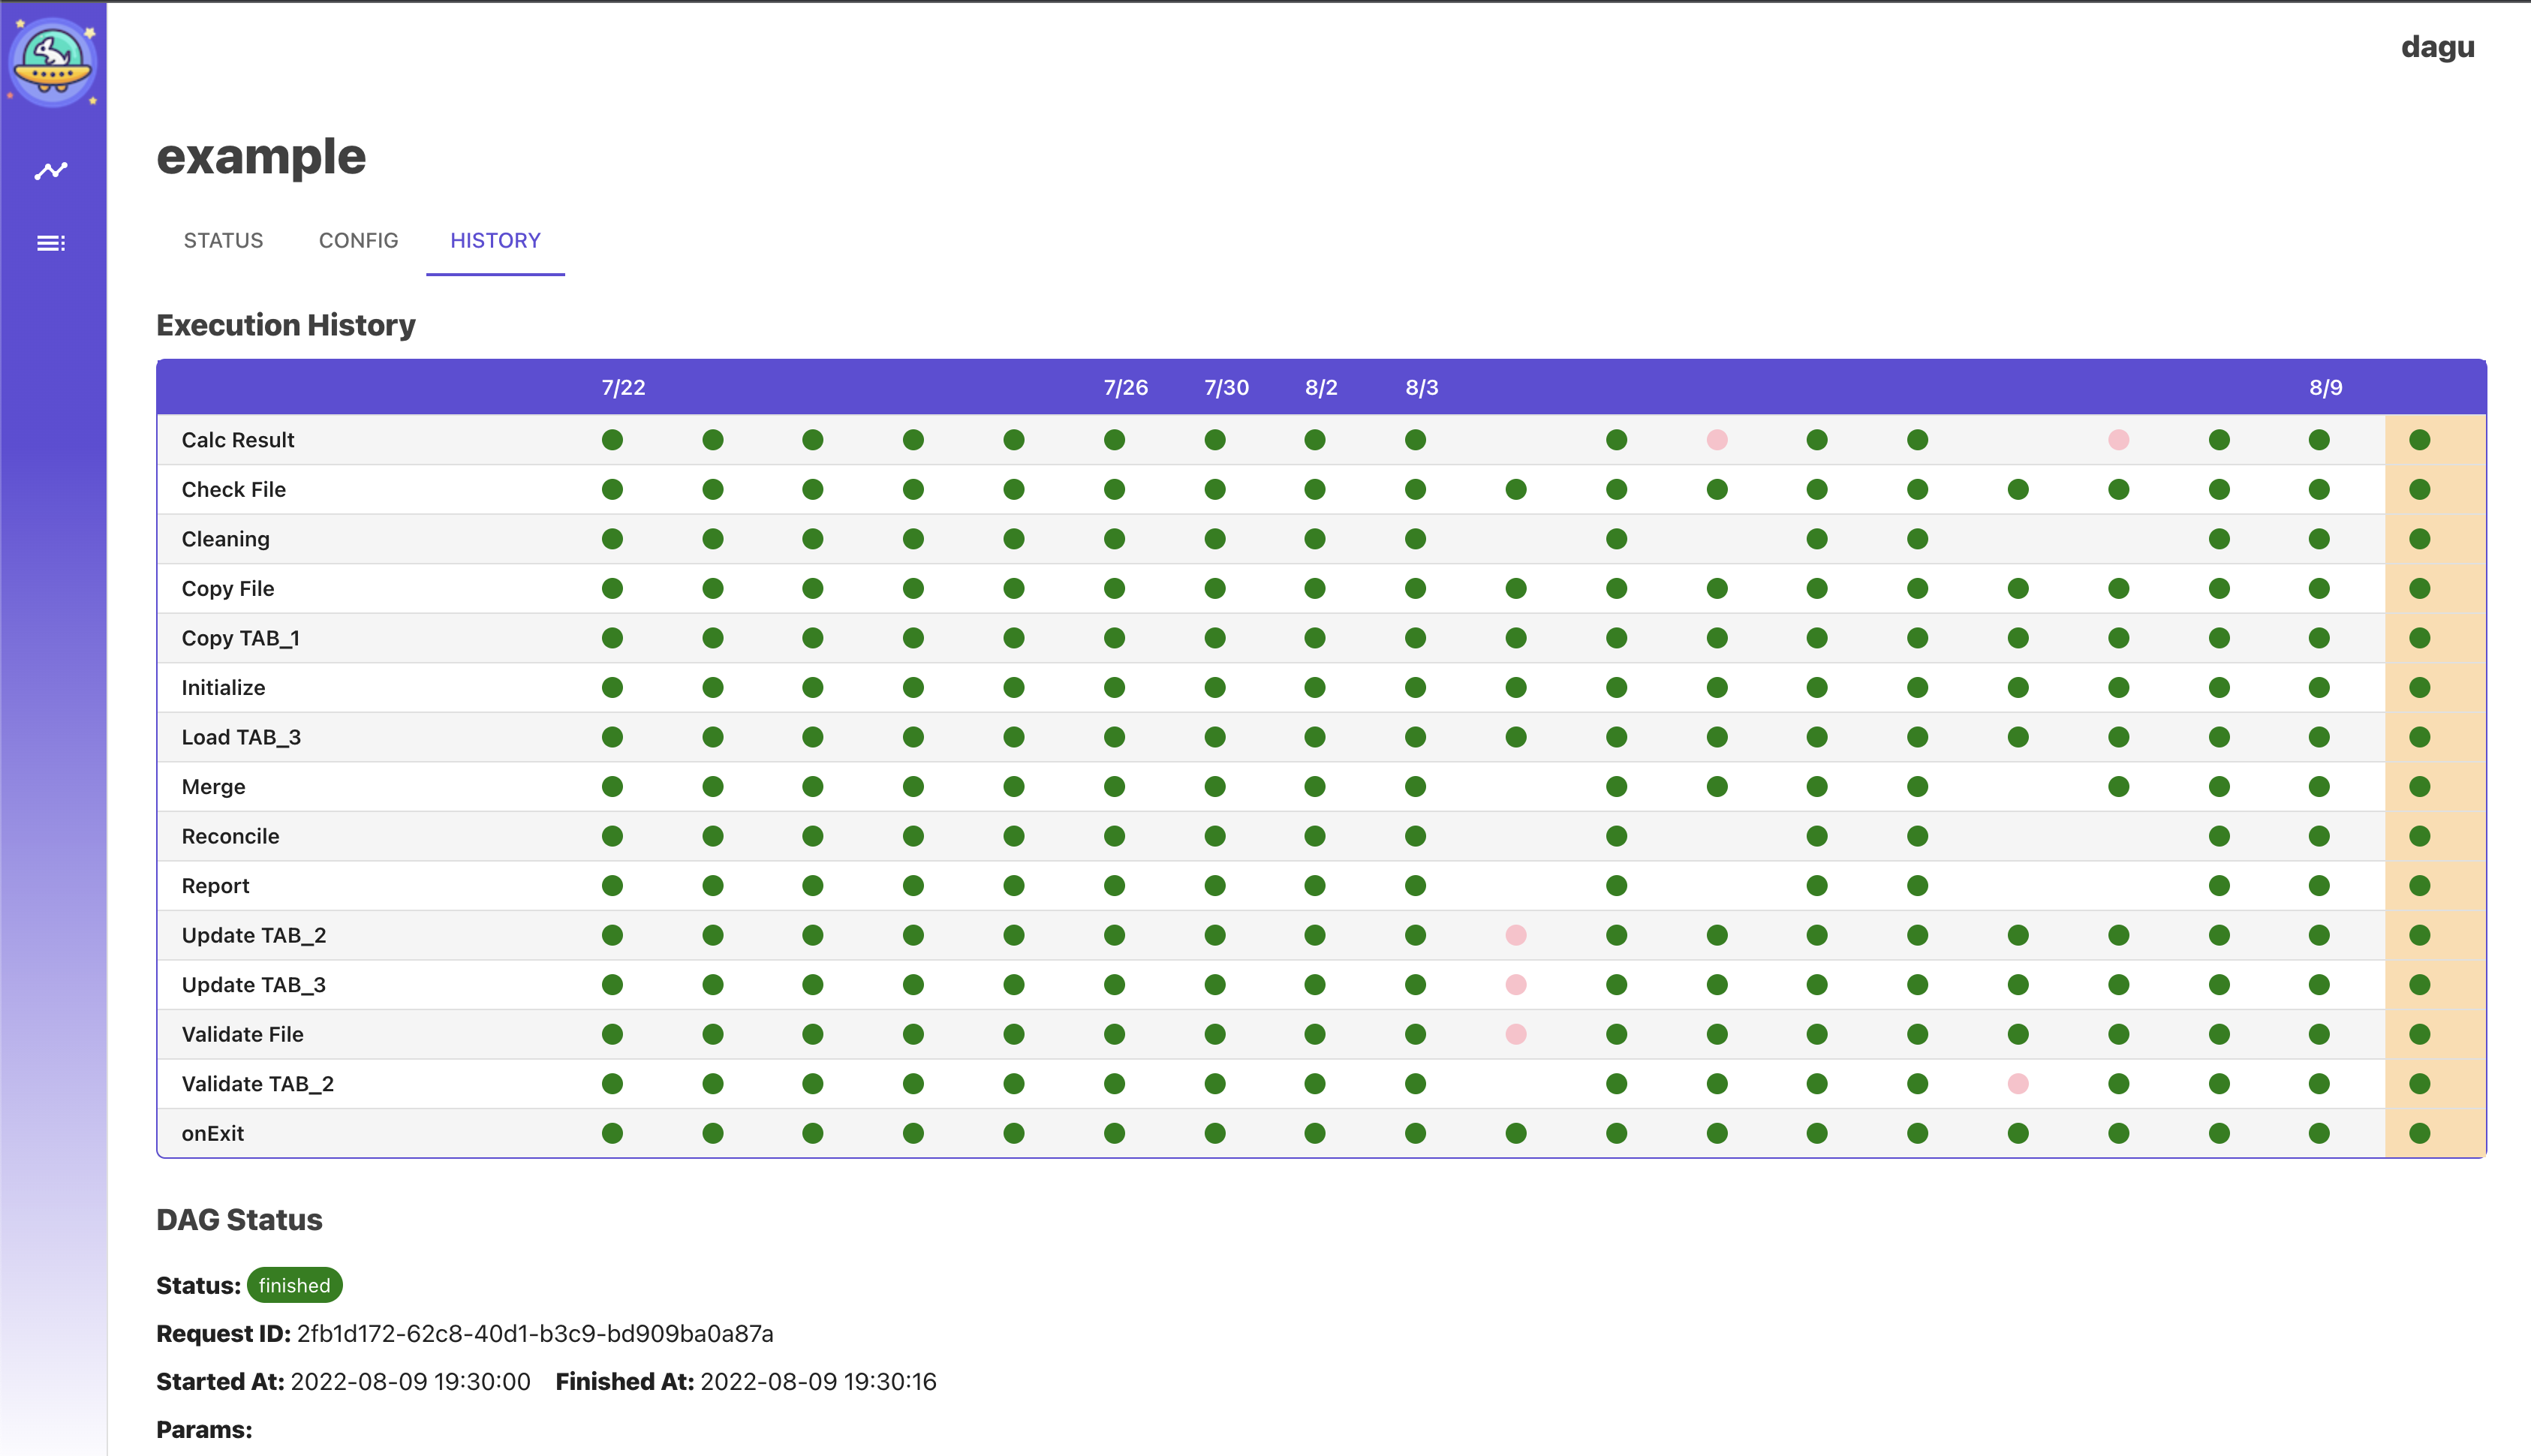 dagu
example
STATUS CONFIG HISTORY
Execution History
7/22 7/26 7/30 8/2 8/3 8/9
Calc Result
Check File
Cleaning
Copy File
Copy TAB_1
Initialize
Load TAB_3
Merge
Reconcile
Report
Update TAB_2
Update TAB_3
Validate File
Validate TAB_2
onExit
DAG Status
Status: finished
Request ID: 2fb1d172-62c8-40d1-b3c9-bd909ba0a87a
Started At: 2022-08-09 19:30:00 Finished At: 2022-08-09 19:30:16
Params: